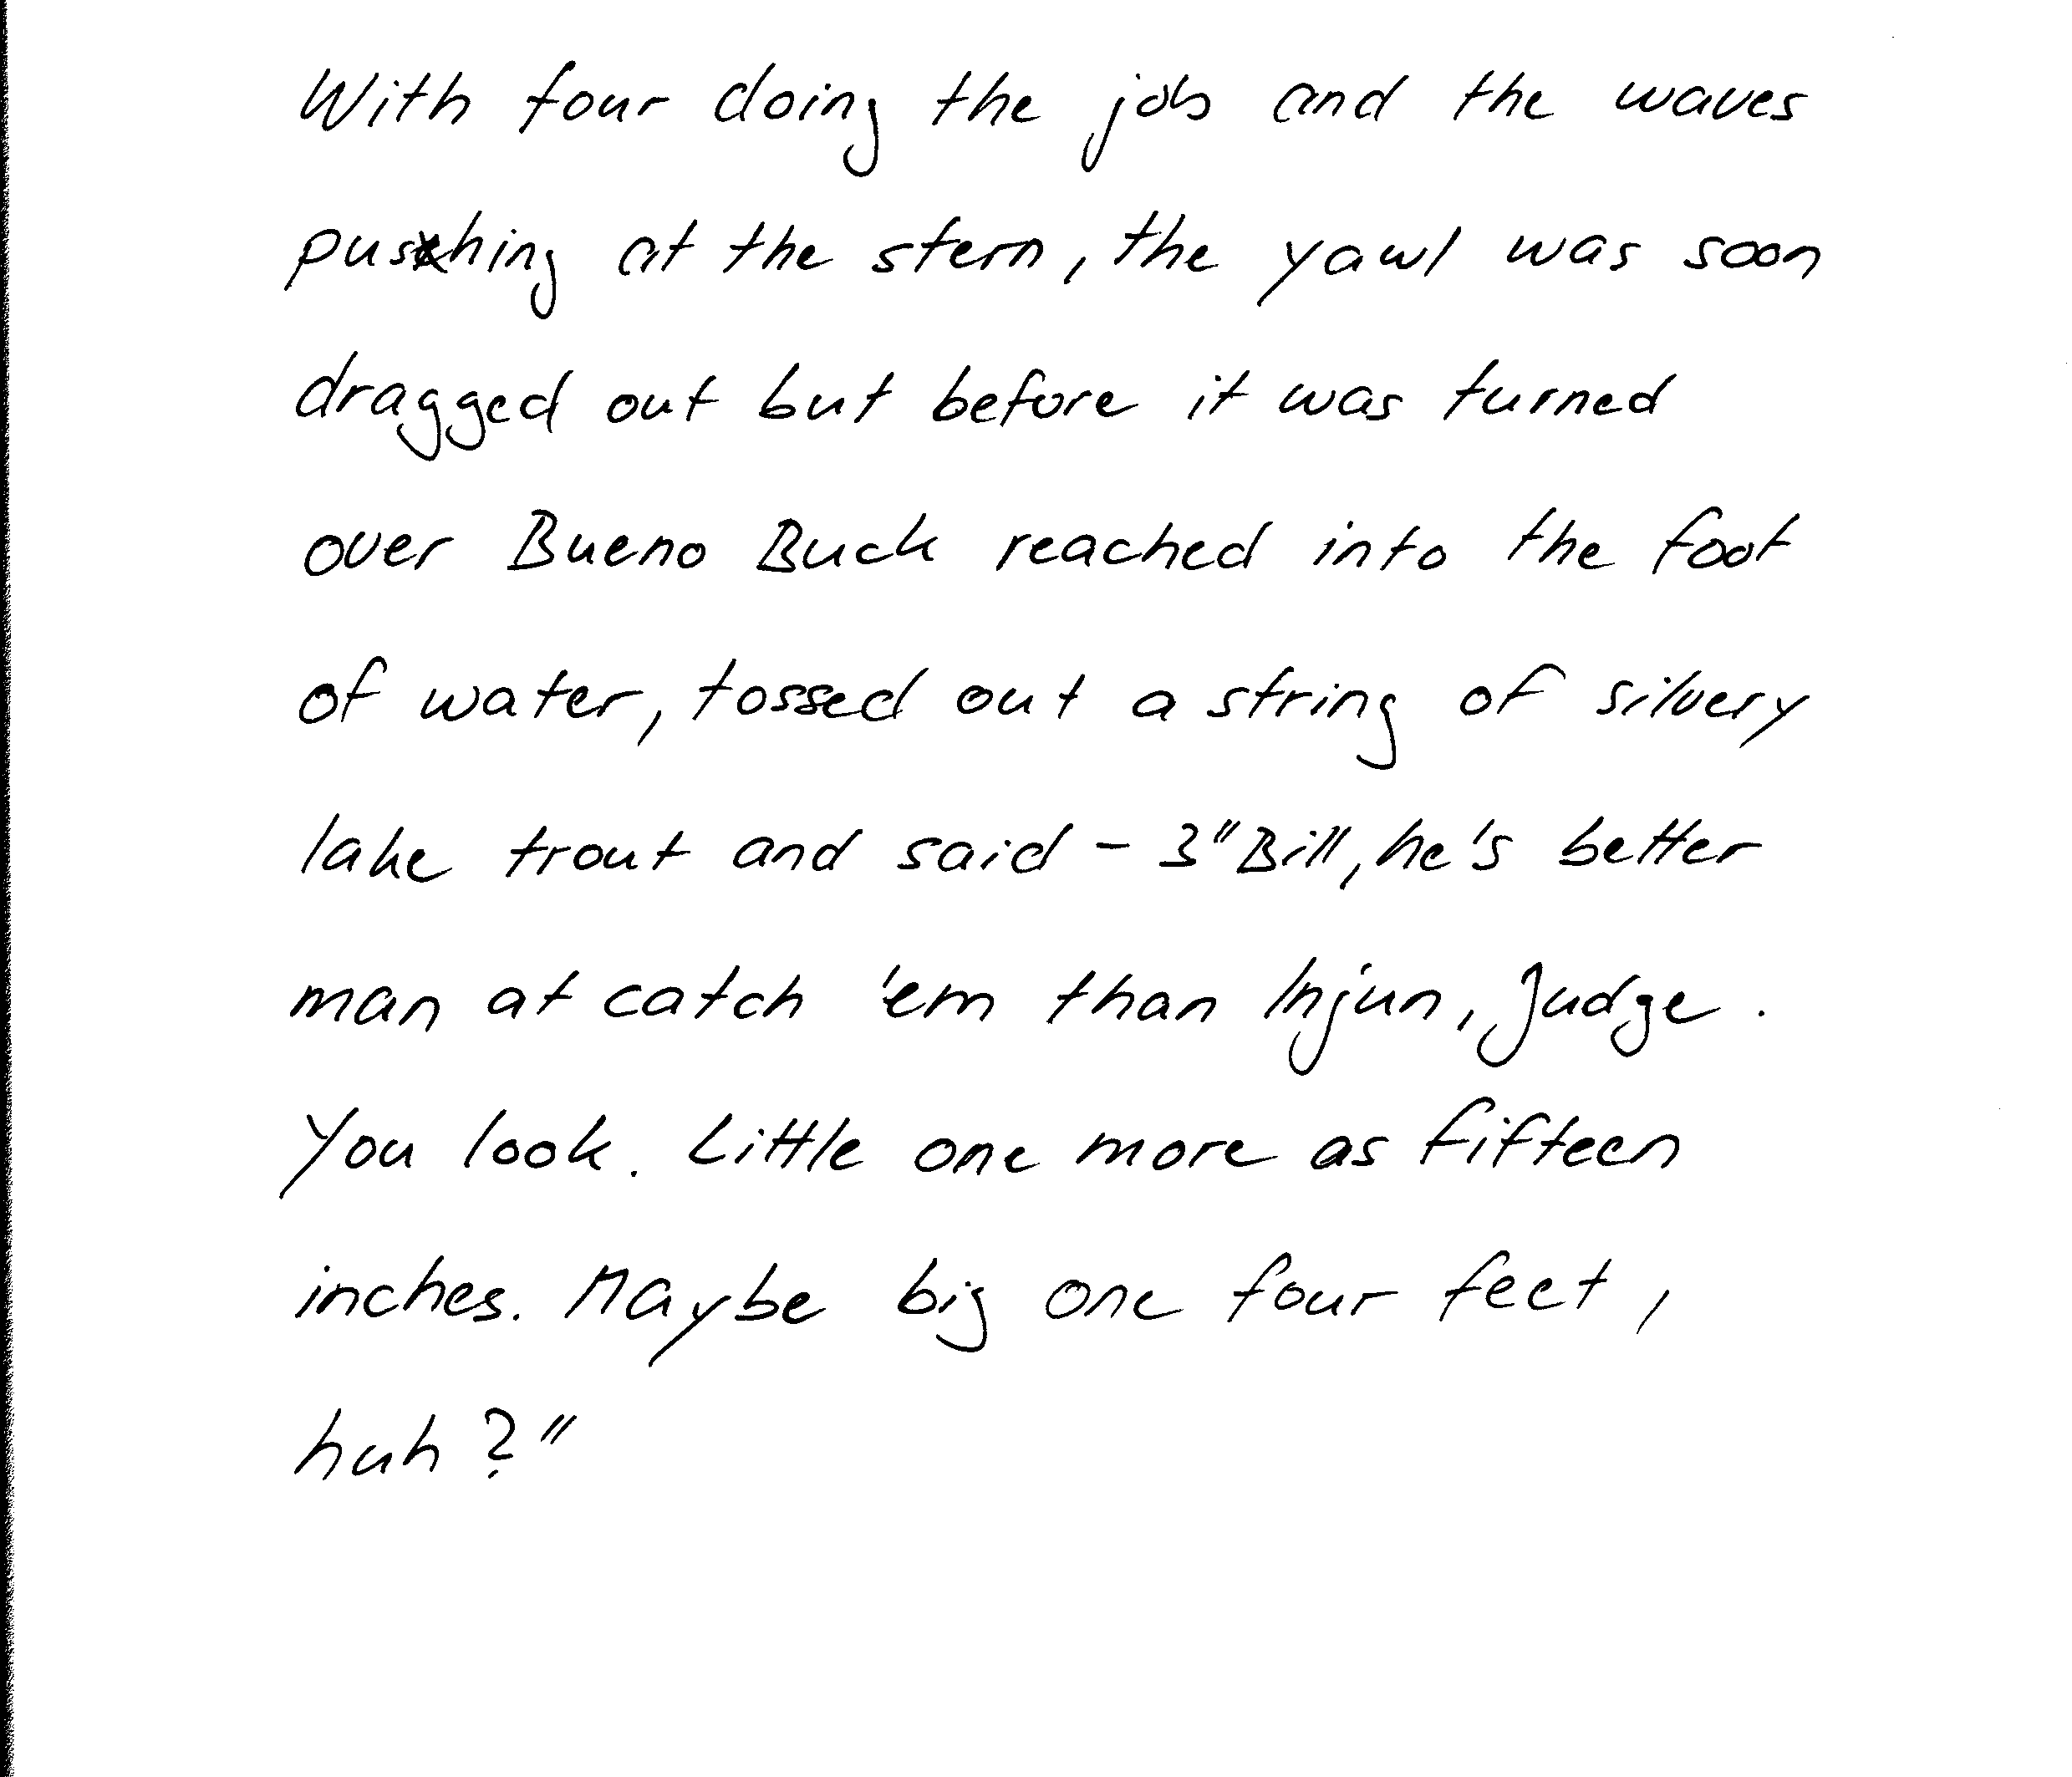 With four doing the job and the waves
pushing at the stern, the yawl was soon
dragged out but before it was turned
over Bueno Buck reached into the foot
of water, tossed out a string of silvery
lake trout and said - 3"Bill, he's better
man at catch 'em than Injun, Judge.
You look. Little one more as fifteen
inches. Maybe big one four feet,
huh?"